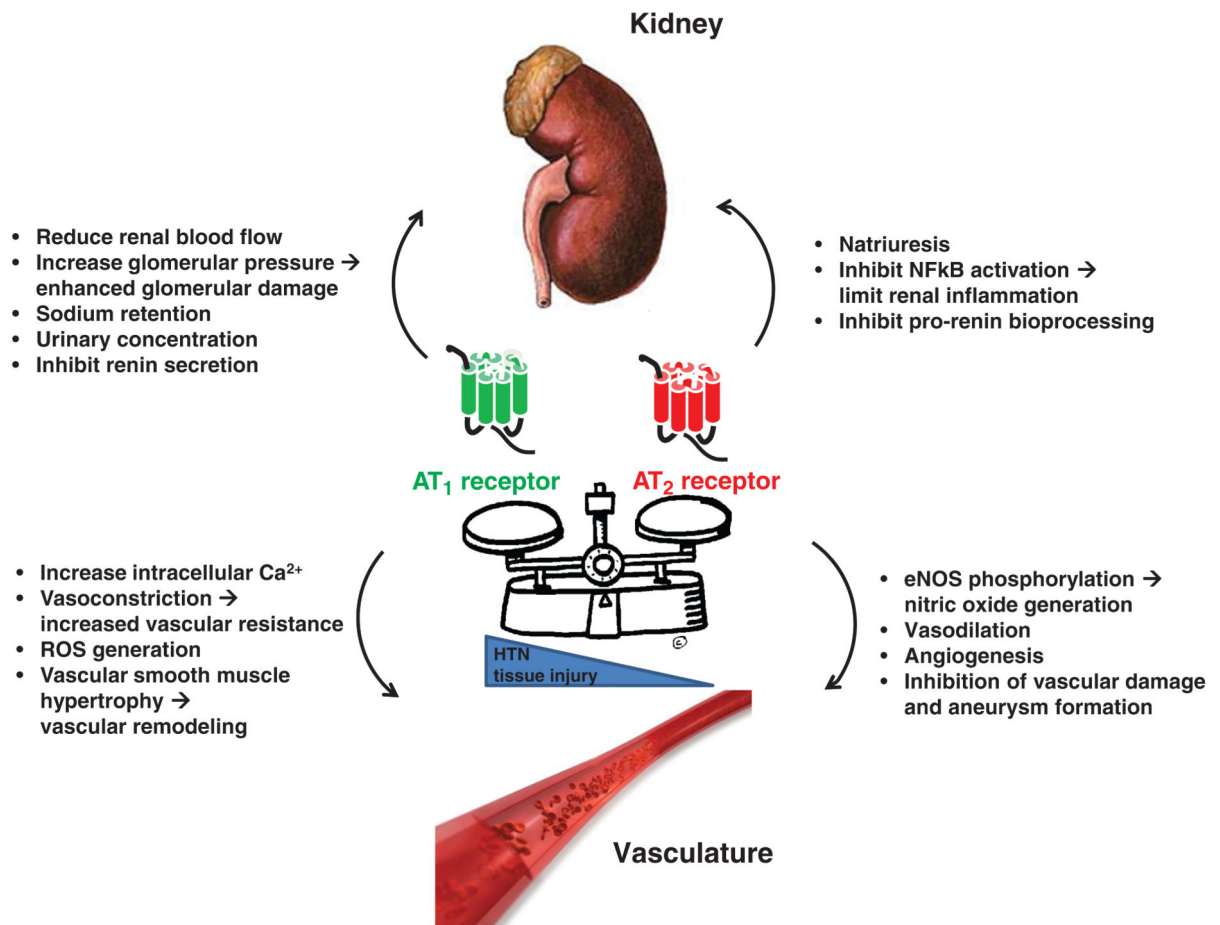 Kidney
• Reduce renal blood flow
• Increase glomerular pressure →
enhanced glomerular damage
• Sodium retention
• Urinary concentration
• Inhibit renin secretion
• Natriuresis
• Inhibit NFkB activation →
limit renal inflammation
• Inhibit pro-renin bioprocessing
AT₁ receptor
AT₂ receptor
• Increase intracellular Ca²⁺
• Vasoconstriction →
increased vascular resistance
• ROS generation
• Vascular smooth muscle
hypertrophy →
vascular remodeling
• eNOS phosphorylation →
nitric oxide generation
• Vasodilation
• Angiogenesis
• Inhibition of vascular damage
and aneurysm formation
HTN
tissue injury
Vasculature